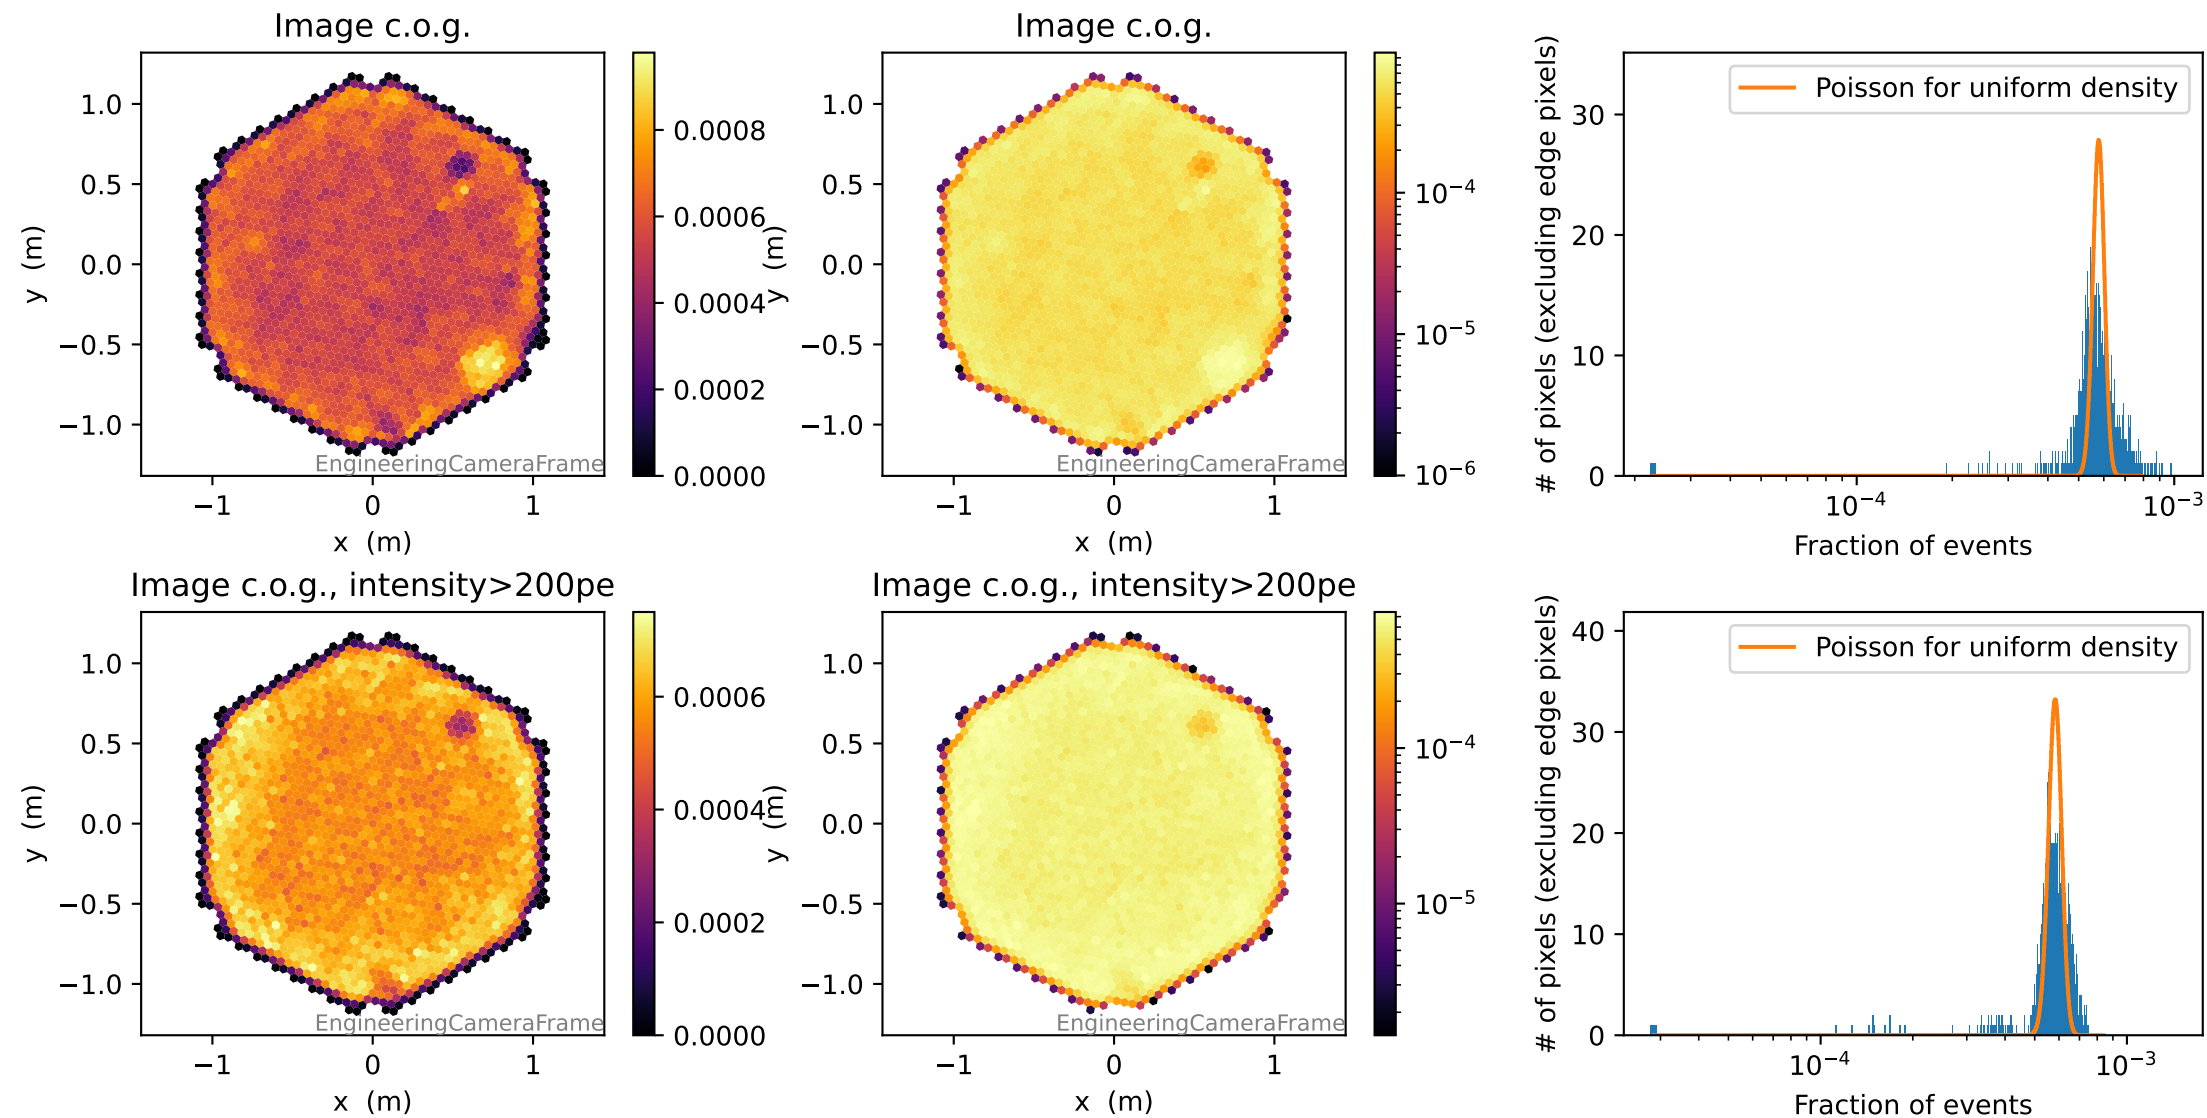 Image c.o.g.
1.0
0.5
0.0
−0.5
−1.0
y (m)
−1
0
1
x (m)
EngineeringCameraFrame
0.0008
0.0006
0.0004
0.0002
0.0000
Image c.o.g.
1.0
0.5
0.0
−0.5
−1.0
y (m)
−1
0
1
x (m)
EngineeringCameraFrame
10⁻⁴
10⁻⁵
10⁻⁶
Poisson for uniform density
# of pixels (excluding edge pixels)
30
20
10
0
10⁻⁴
10⁻³
Fraction of events
Image c.o.g., intensity>200pe
1.0
0.5
0.0
−0.5
−1.0
y (m)
−1
0
1
x (m)
EngineeringCameraFrame
0.0006
0.0004
0.0002
0.0000
Image c.o.g., intensity>200pe
1.0
0.5
0.0
−0.5
−1.0
y (m)
−1
0
1
x (m)
EngineeringCameraFrame
10⁻⁴
10⁻⁵
Poisson for uniform density
# of pixels (excluding edge pixels)
40
30
20
10
0
10⁻⁴
10⁻³
Fraction of events